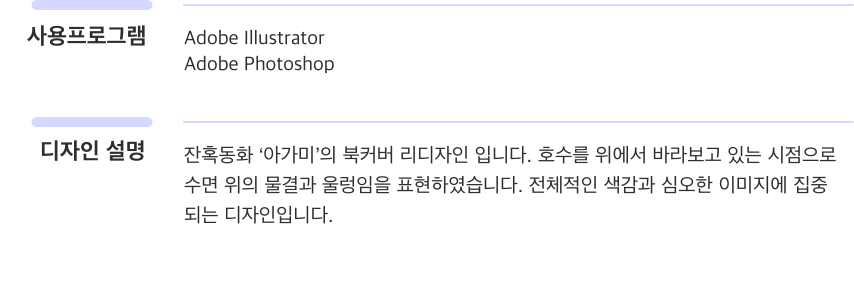 사용프로그램
Adobe Illustrator
Adobe Photoshop
디자인 설명
잔혹동화 ‘아가미’의 북커버 리디자인 입니다. 호수를 위에서 바라보고 있는 시점으로
수면 위의 물결과 울렁임을 표현하였습니다. 전체적인 색감과 심오한 이미지에 집중
되는 디자인입니다.